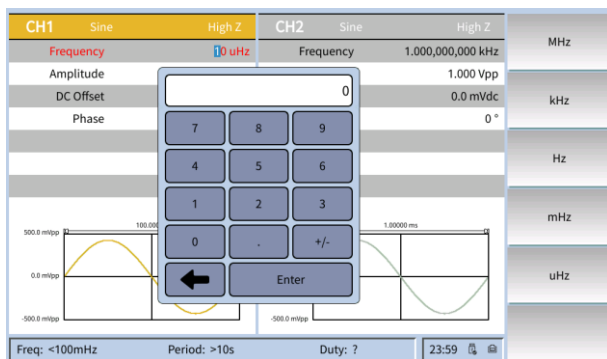 CH1 Sine High Z CH2 Sine High Z
Frequency 10 uHz Frequency 1.000,000,000 kHz
Amplitude 1.000 Vpp
DC Offset 0.0 mVdc
Phase 0 °
0
7 8 9
4 5 6
1 2 3
0 . +/-
Enter
500.0 mVpp 1.00000 ms
0.0 mVpp
-500.0 mVpp -500.0 mVpp
Freq: <100mHz Period: >10s Duty: ? 23:59
MHz
kHz
Hz
mHz
uHz